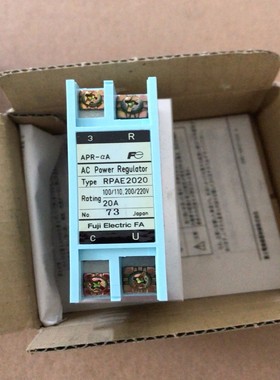 3 R
APR-αA Fe
AC Power Regulator
Type RPAE2020
Rating 100/110,200/220V
20A
No. 73 Japan
Fuji Electric FA
C U